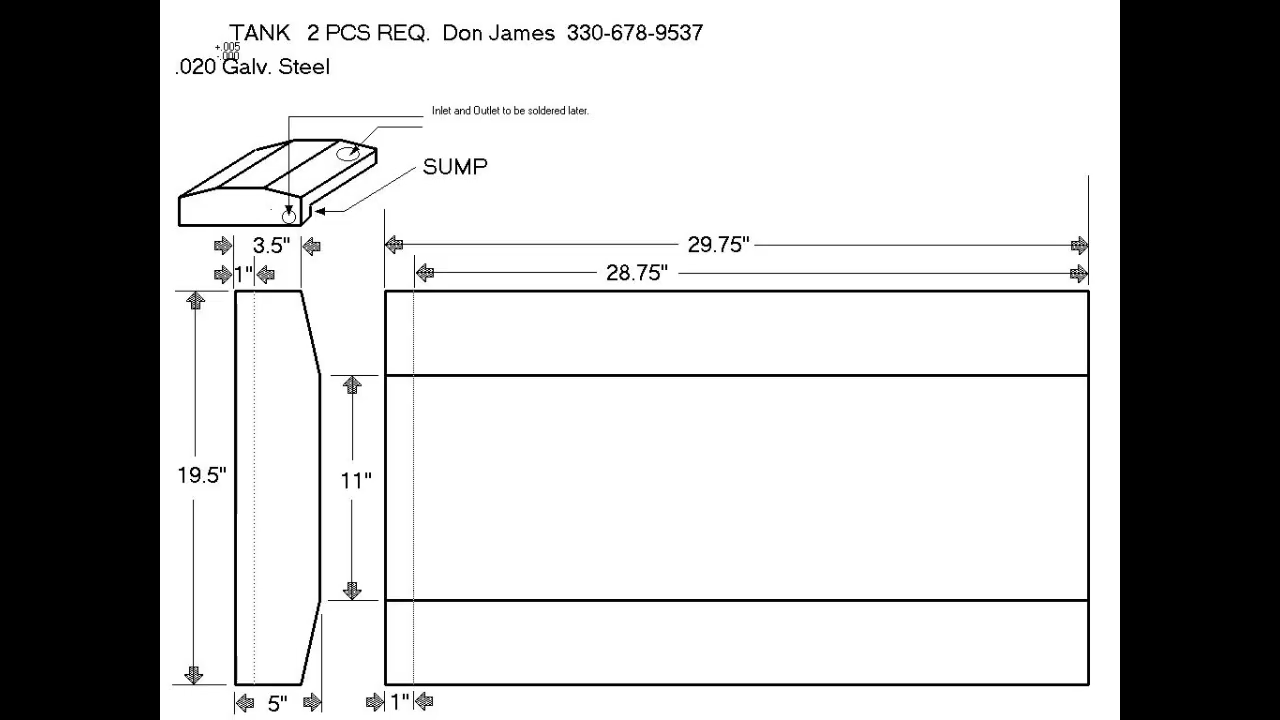 TANK 2 PCS REQ. Don James 330-678-9537
+.005
-.000
.020 Galv. Steel
Inlet and Outlet to be soldered later.
SUMP
3.5"
29.75"
1"
28.75"
19.5"
11"
5"
1"